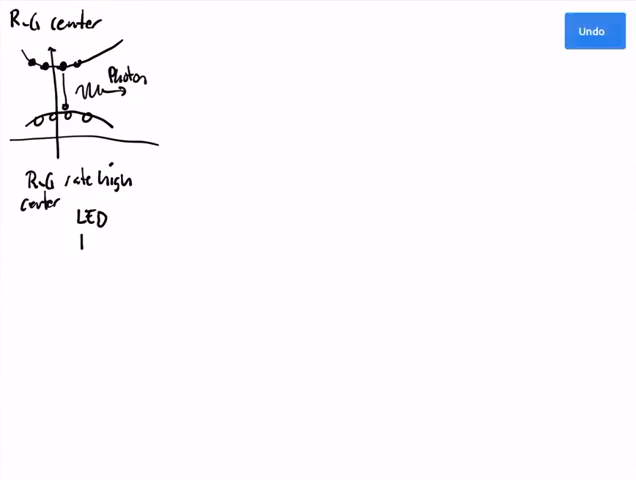 R-G center
Photon
R-G rate high
center
LED
Undo